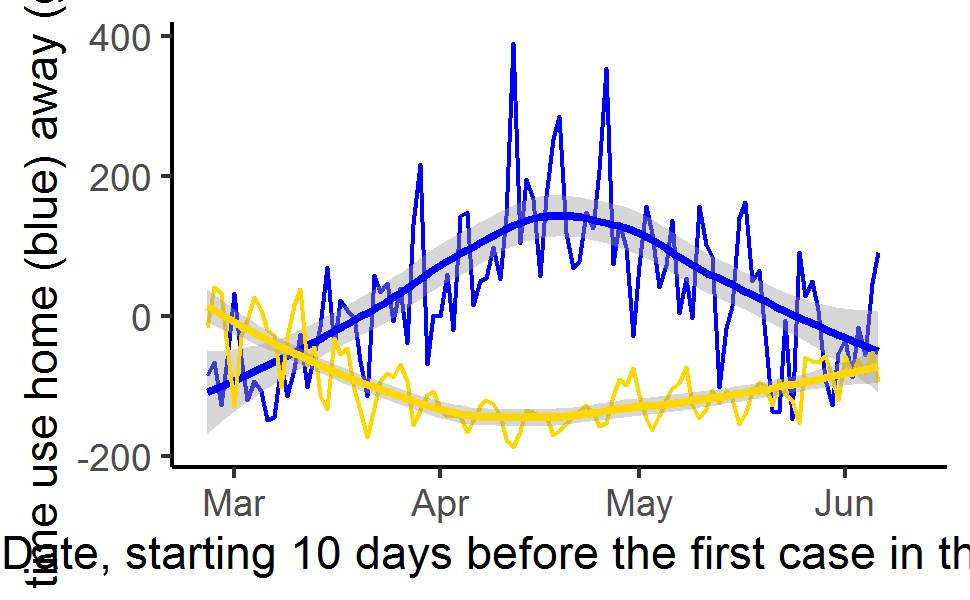 time use home (blue) away (
400
200
0
-200
Mar Apr May Jun
Date, starting 10 days before the first case in th